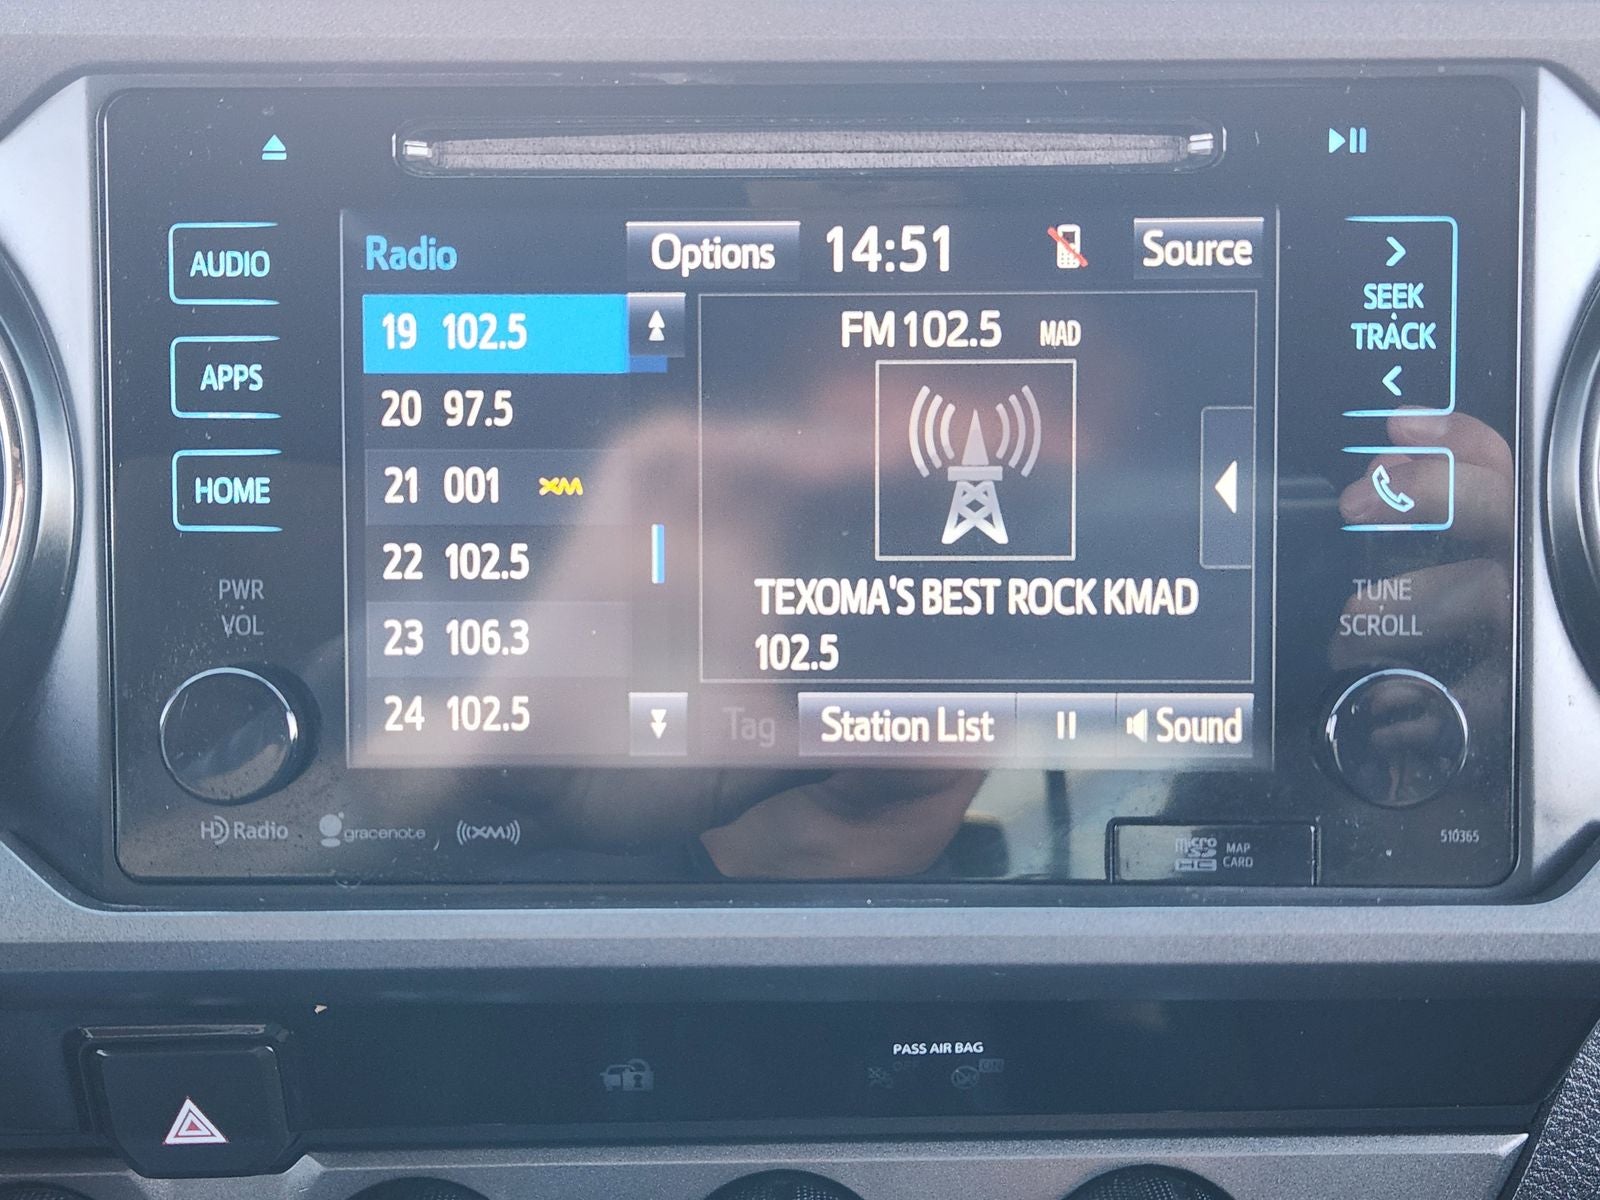 AUDIO
APPS
HOME
PWR
VOL
Radio
Options
14:51
Source
19 102.5
20 97.5
21 001 XM
22 102.5
23 106.3
24 102.5
FM 102.5 MAD
TEXOMA'S BEST ROCK KMAD
102.5
Tag
Station List
Sound
SEEK
TRACK
TUNE
SCROLL
HD Radio
gracenote
((XM))
micro
SD
HC
MAP
CARD
510365
PASS AIR BAG
OFF
ON